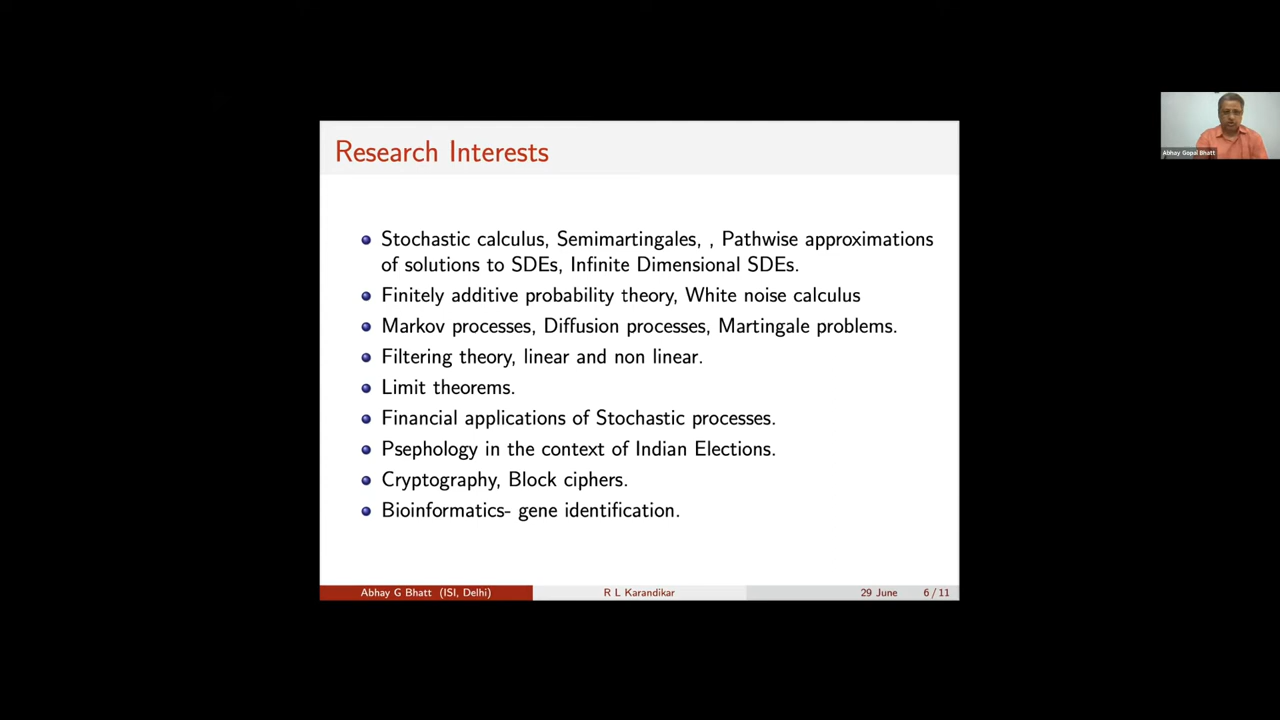 Research Interests
Stochastic calculus, Semimartingales, , Pathwise approximations
of solutions to SDEs, Infinite Dimensional SDEs.
Finitely additive probability theory, White noise calculus
Markov processes, Diffusion processes, Martingale problems.
Filtering theory, linear and non linear.
Limit theorems.
Financial applications of Stochastic processes.
Psephology in the context of Indian Elections.
Cryptography, Block ciphers.
Bioinformatics- gene identification.
Abhay G Bhatt (ISI, Delhi) R L Karandikar 29 June 6 / 11
Abhay Gopal Bhatt